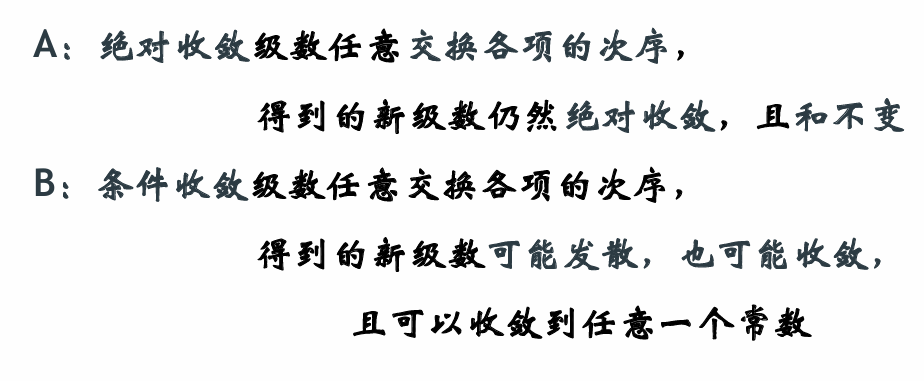 A：绝对收敛级数任意交换各项的次序，
得到的新级数仍然绝对收敛，且和不变
B：条件收敛级数任意交换各项的次序，
得到的新级数可能发散，也可能收敛，
且可以收敛到任意一个常数